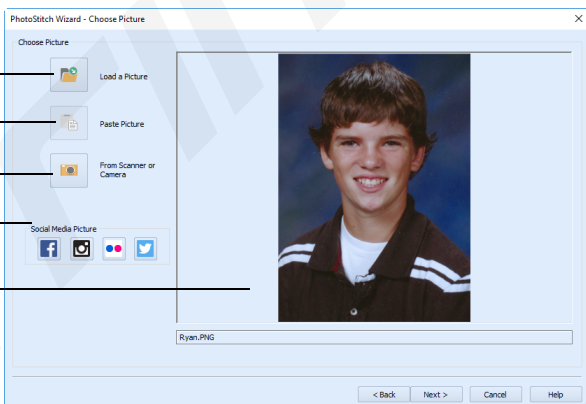 PhotoStitch Wizard - Choose Picture
Choose Picture
Load a Picture
Paste Picture
From Scanner or
Camera
Social Media Picture
Ryan.PNG
< Back
Next >
Cancel
Help